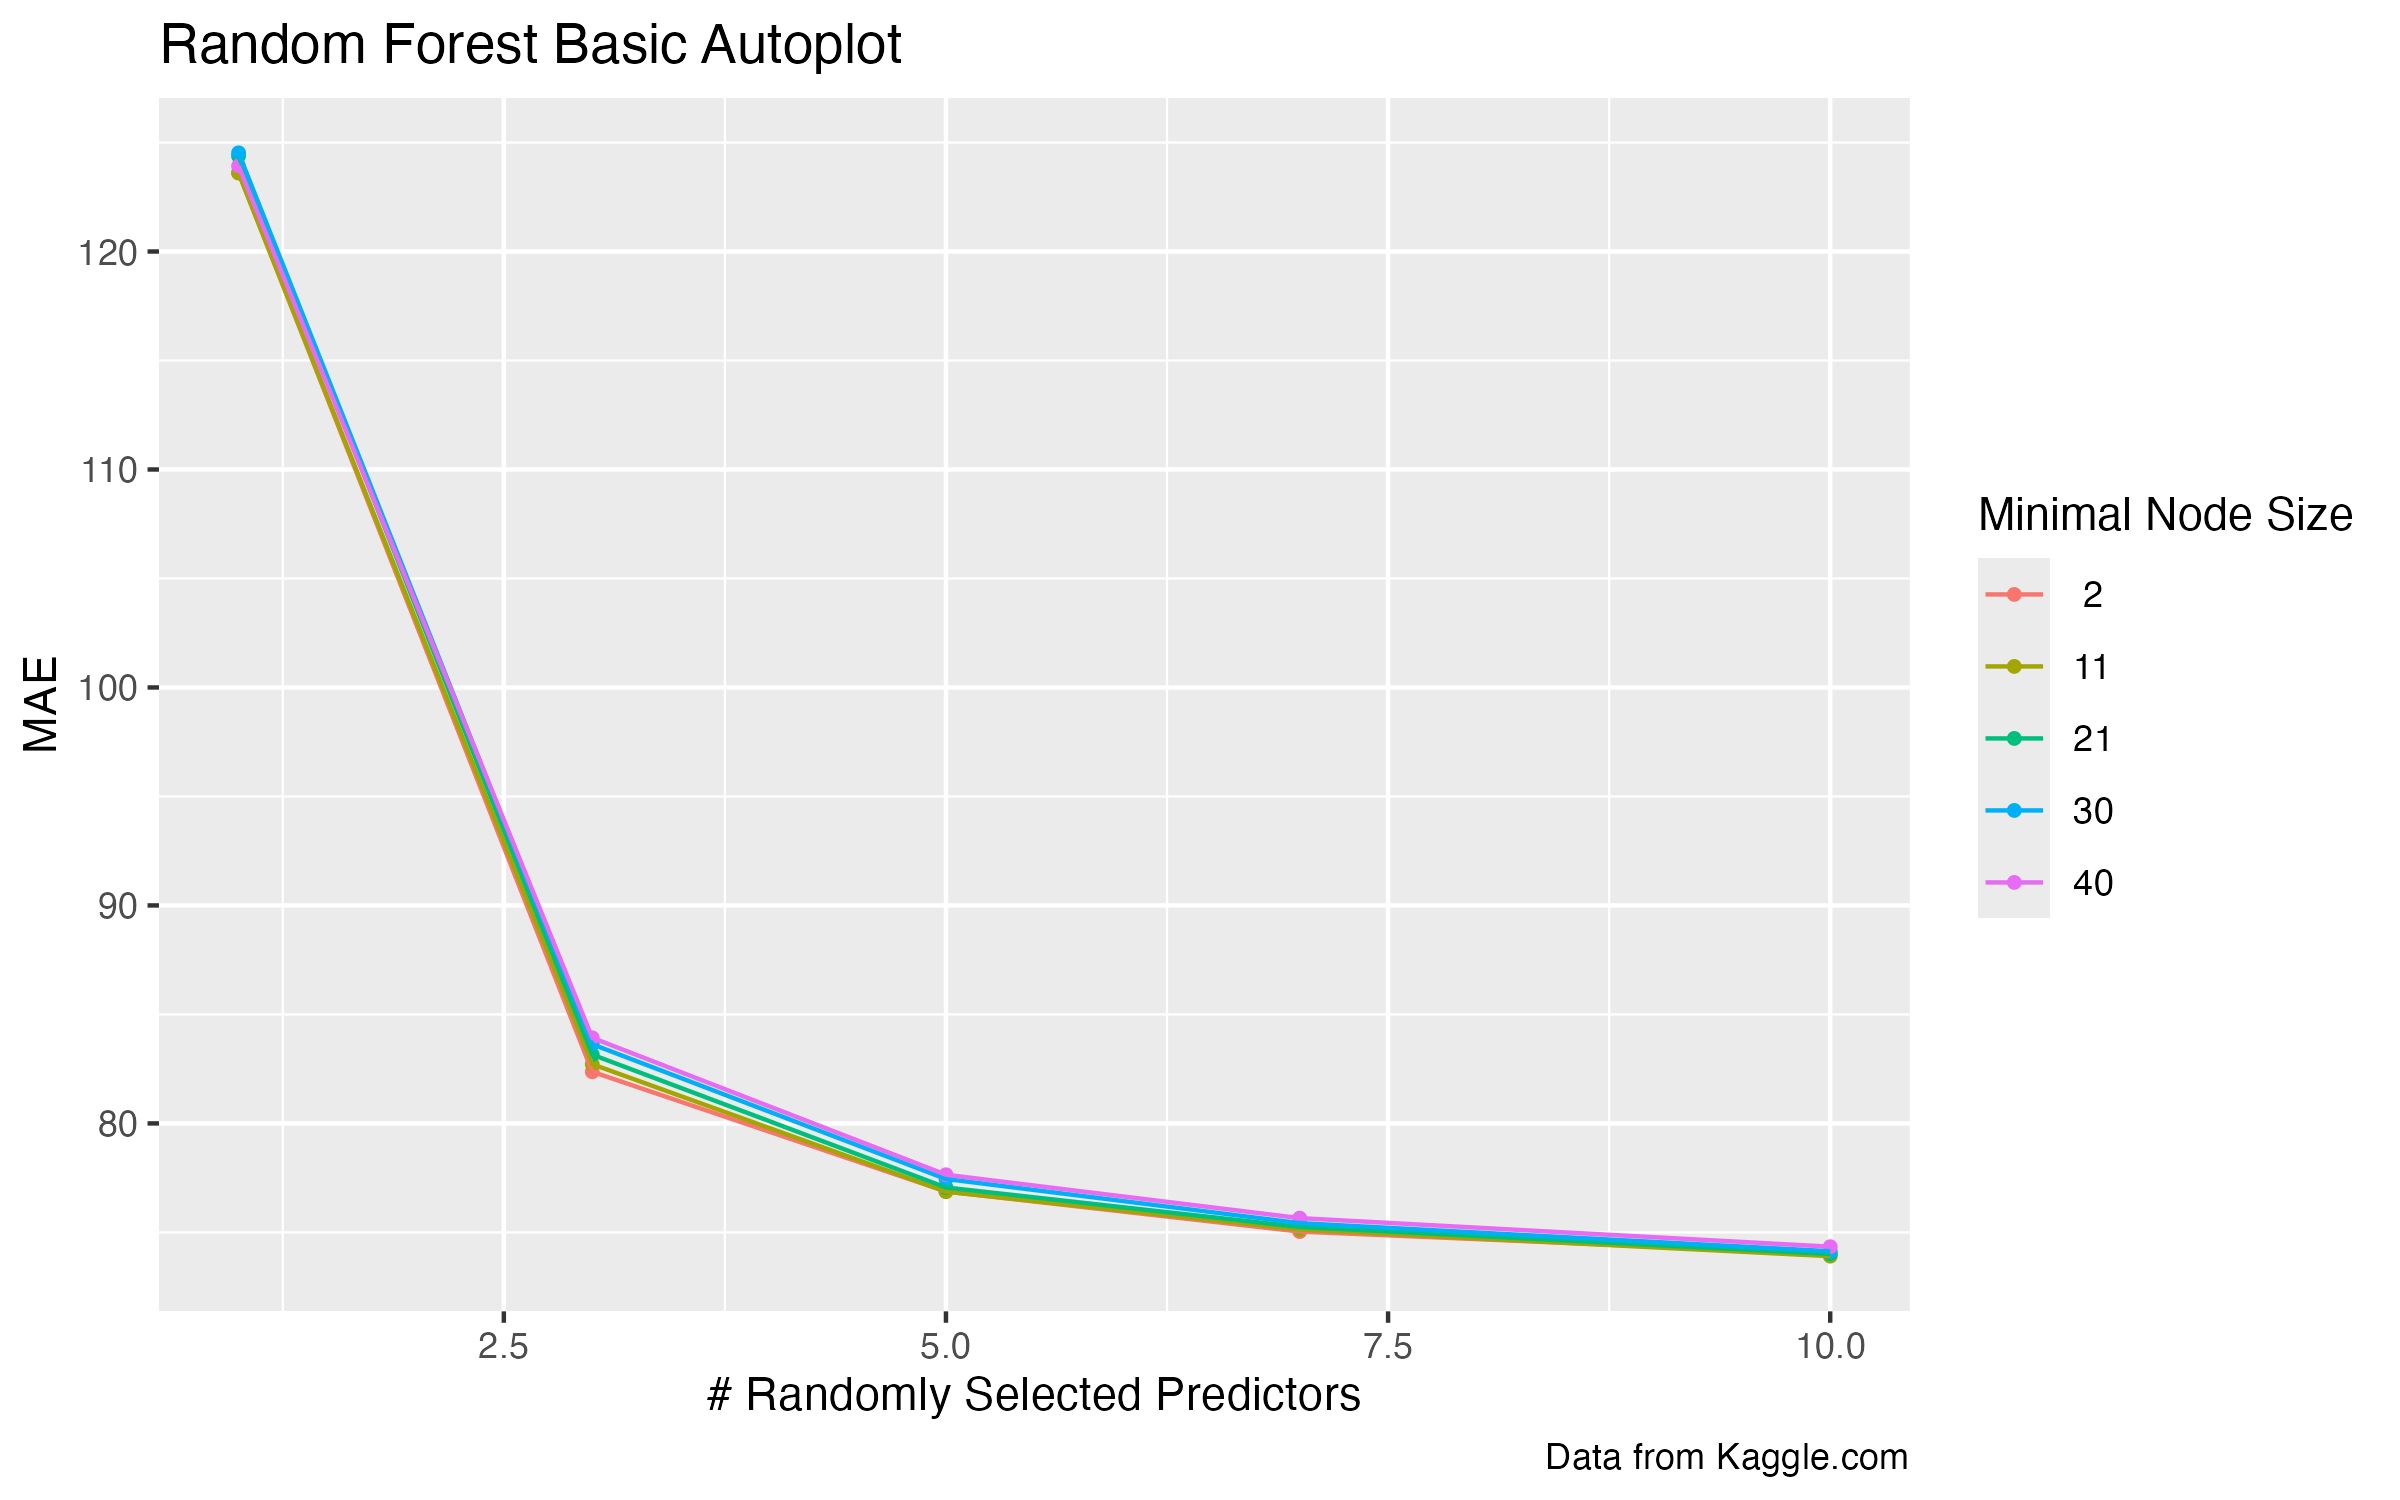 Random Forest Basic Autoplot
120
110
100
90
80
MAE
2.5 5.0 7.5 10.0
# Randomly Selected Predictors
Minimal Node Size
2
11
21
30
40
Data from Kaggle.com